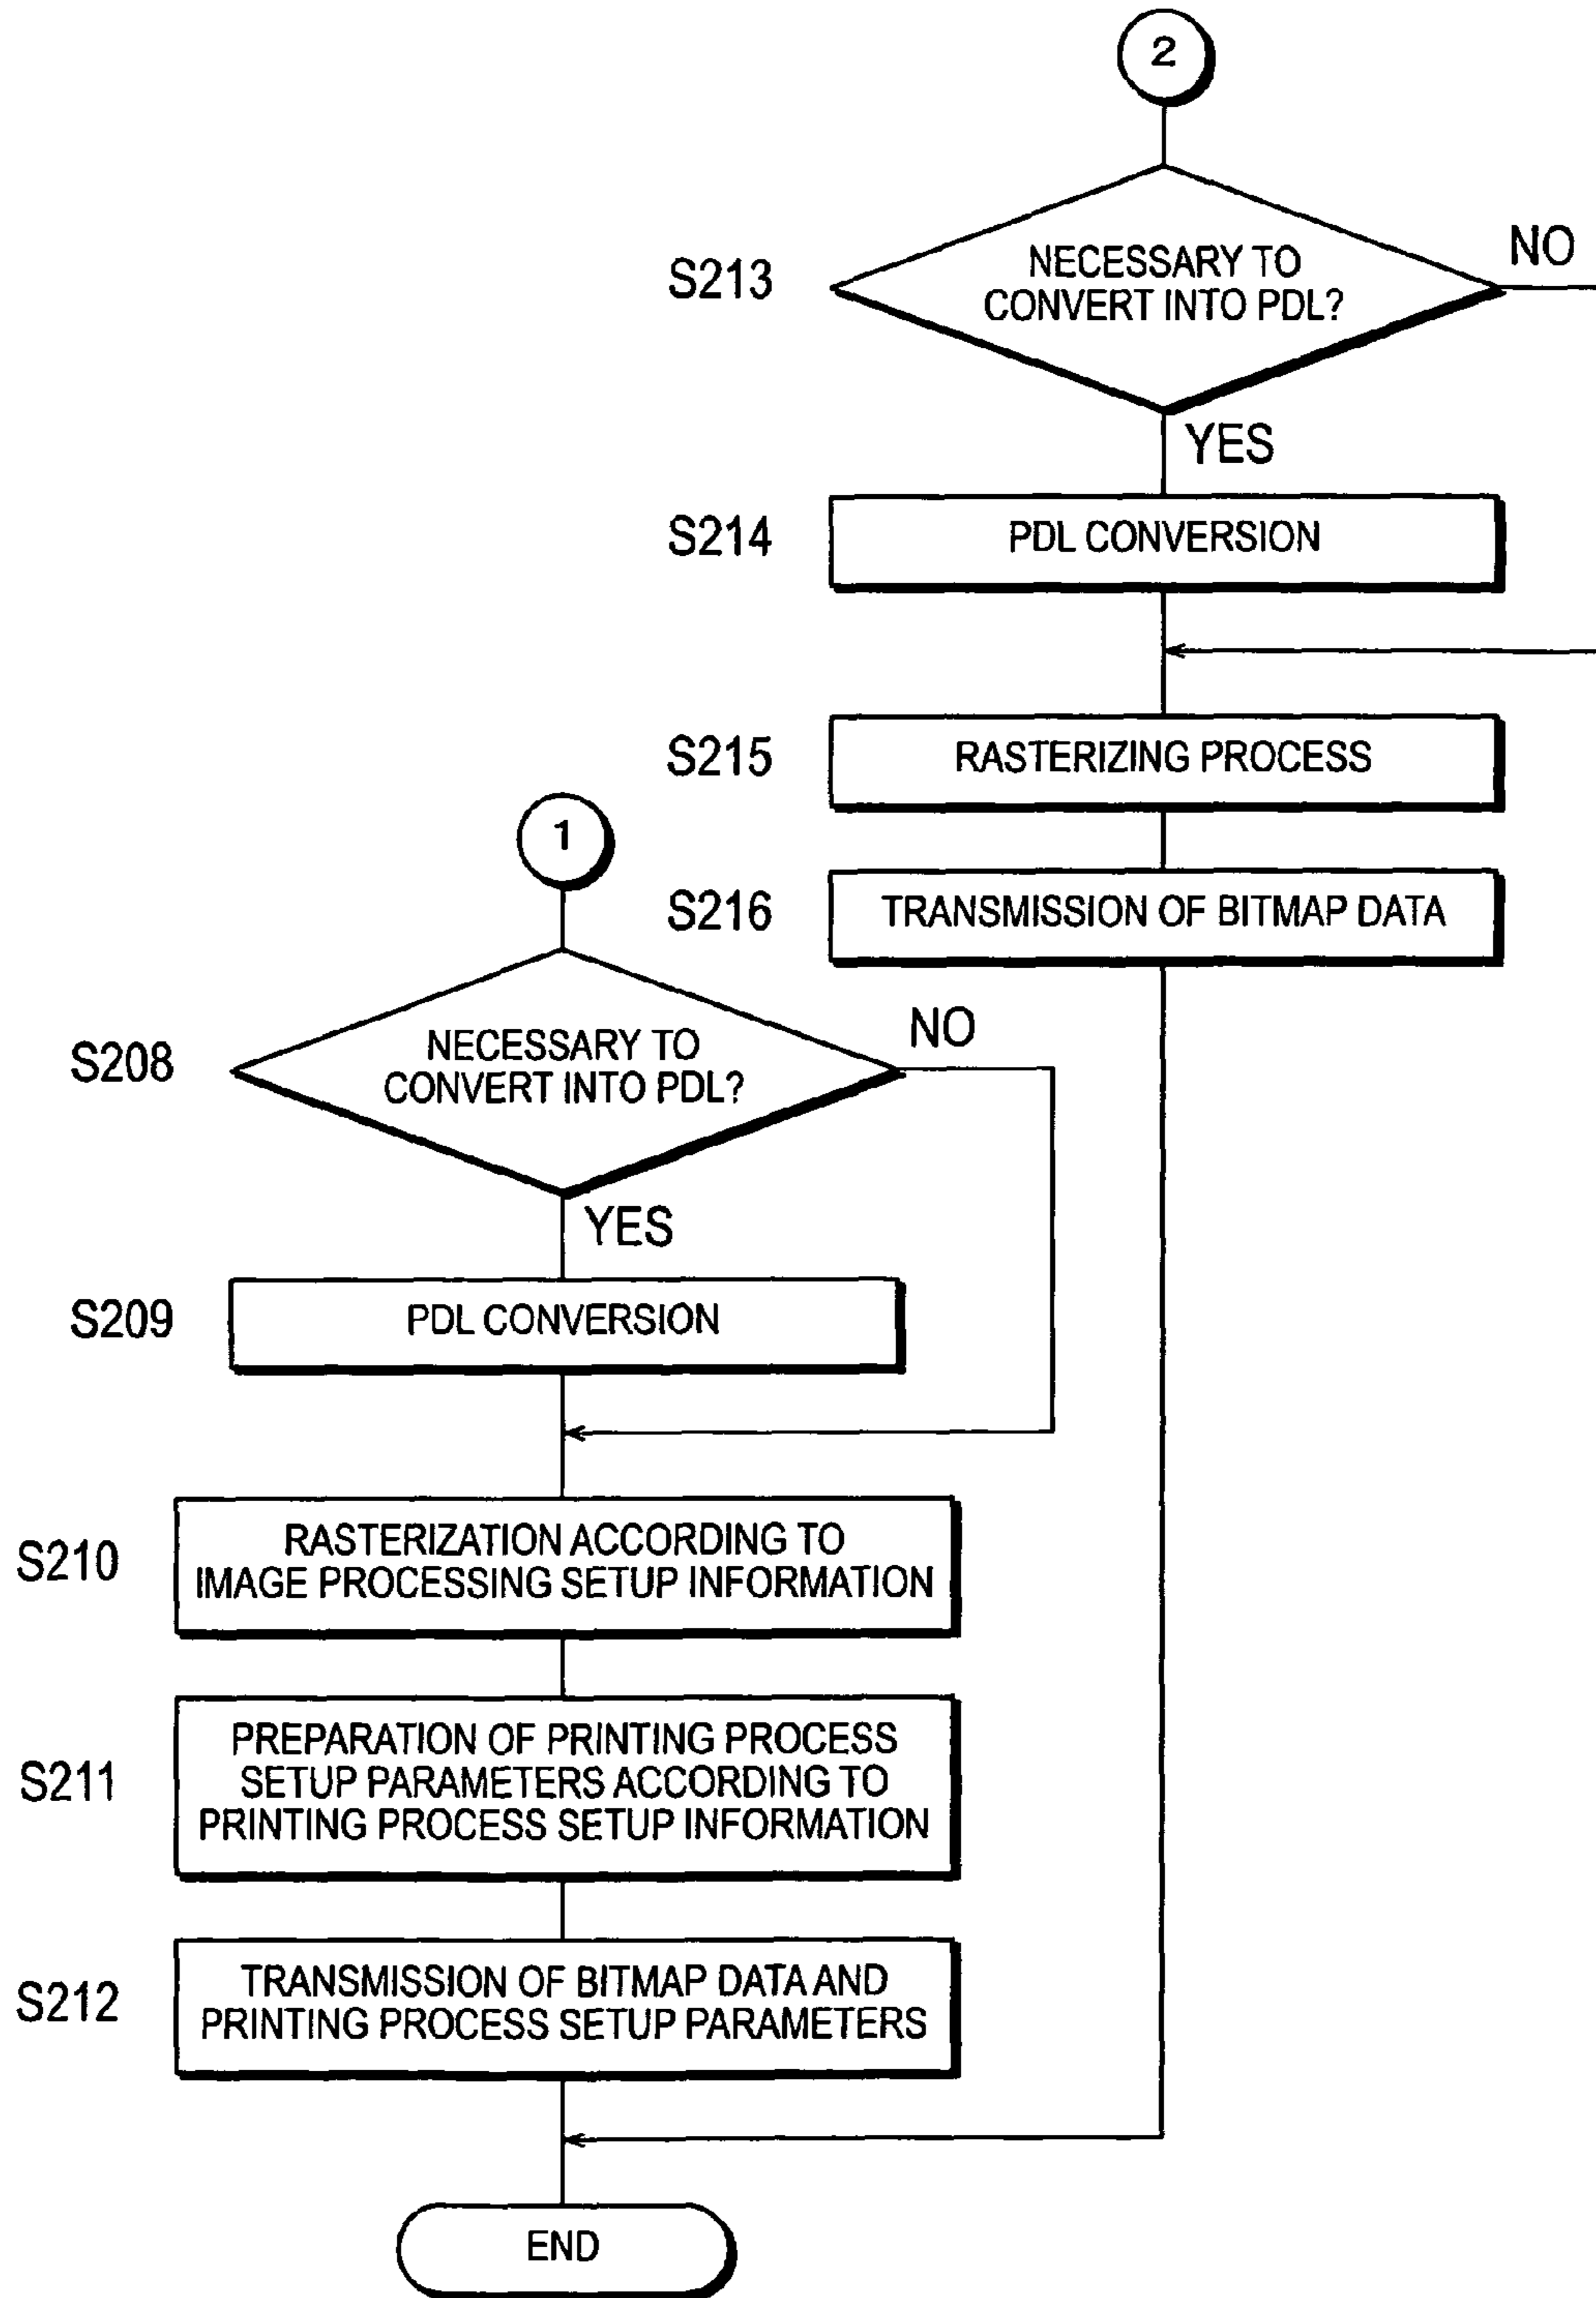 2
S213
NECESSARY TO
CONVERT INTO PDL?
NO
YES
S214
PDL CONVERSION
S215
RASTERIZING PROCESS
S216
TRANSMISSION OF BITMAP DATA
1
S208
NECESSARY TO
CONVERT INTO PDL?
NO
YES
S209
PDL CONVERSION
S210
RASTERIZATION ACCORDING TO
IMAGE PROCESSING SETUP INFORMATION
S211
PREPARATION OF PRINTING PROCESS
SETUP PARAMETERS ACCORDING TO
PRINTING PROCESS SETUP INFORMATION
S212
TRANSMISSION OF BITMAP DATA AND
PRINTING PROCESS SETUP PARAMETERS
END